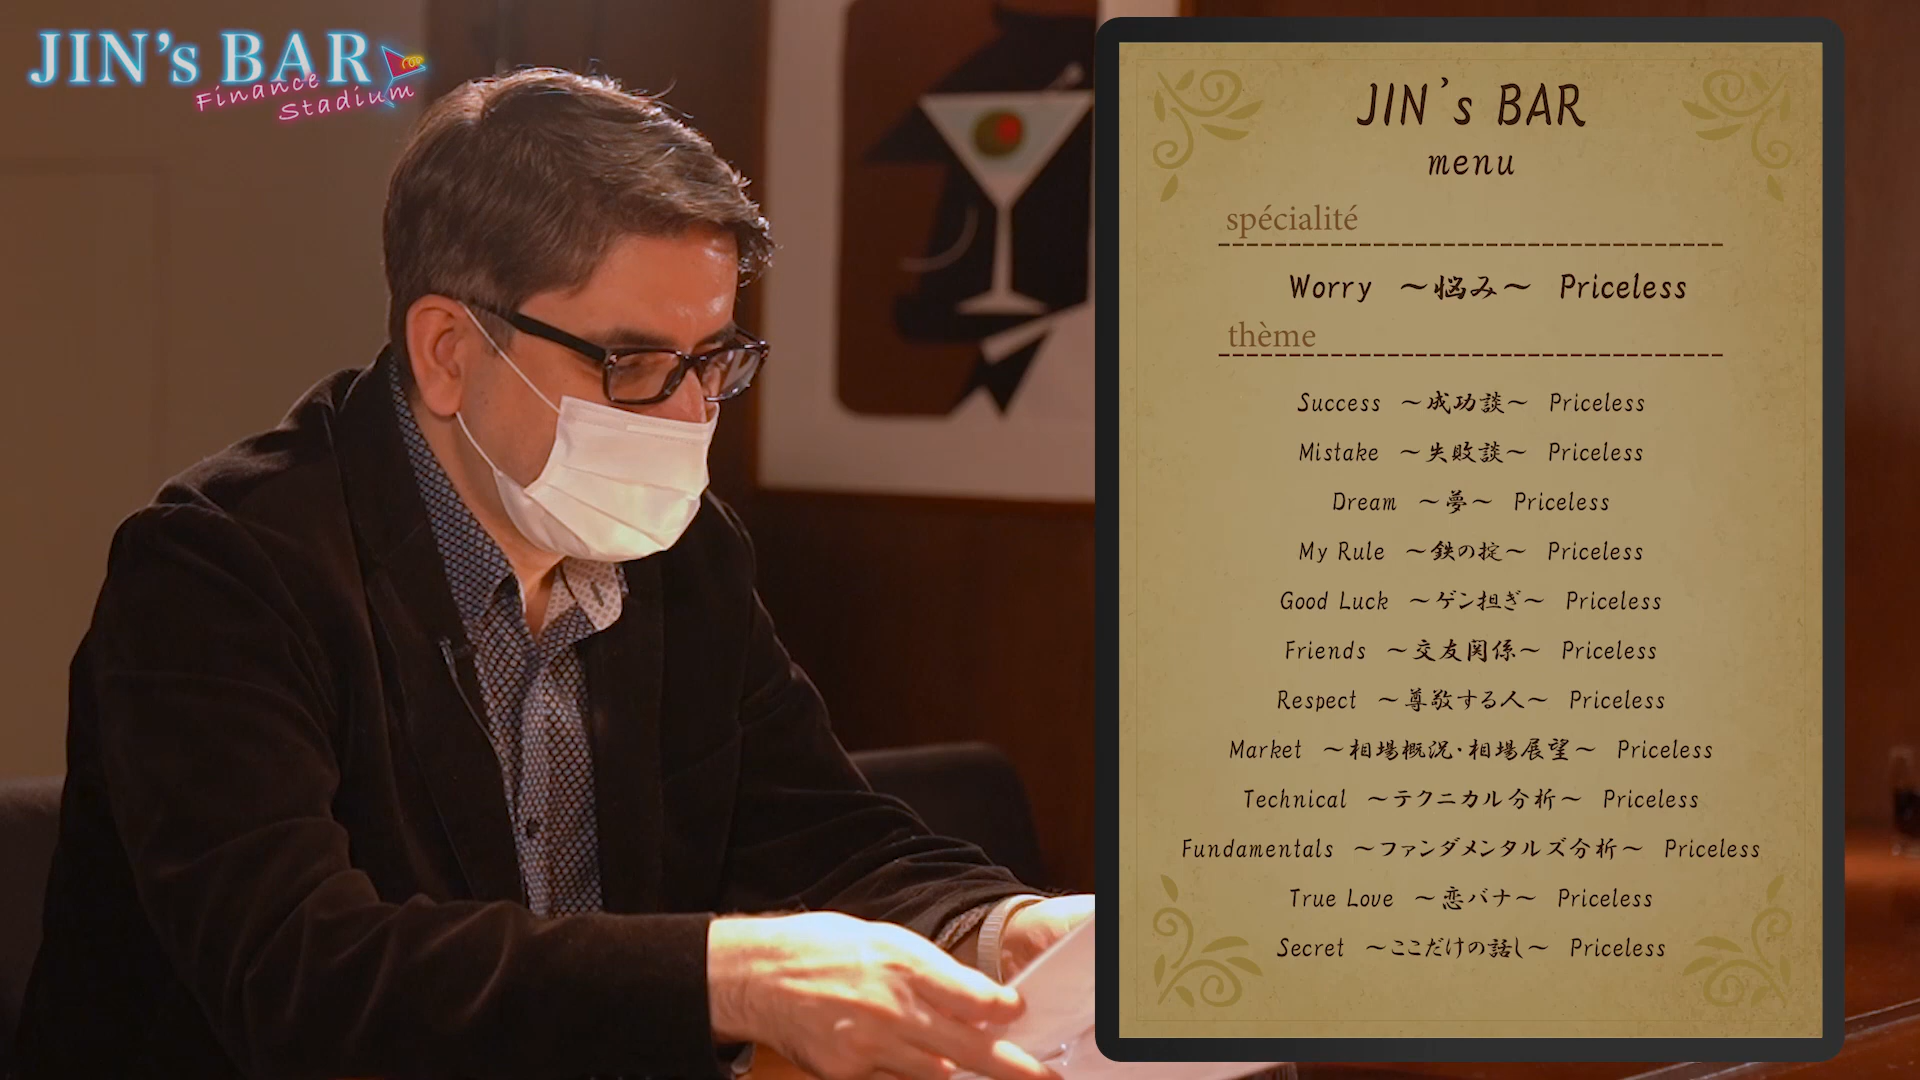 JIN's BAR
Finance
Stadium
JIN's BAR
menu
spécialité
Worry ～悩み～ Priceless
thème
Success ～成功談～ Priceless
Mistake ～失敗談～ Priceless
Dream ～夢～ Priceless
My Rule ～鉄の掟～ Priceless
Good Luck ～ゲン担ぎ～ Priceless
Friends ～交友関係～ Priceless
Respect ～尊敬する人～ Priceless
Market ～相場概況・相場展望～ Priceless
Technical ～テクニカル分析～ Priceless
Fundamentals ～ファンダメンタルズ分析～ Priceless
True Love ～恋バナ～ Priceless
Secret ～ここだけの話し～ Priceless